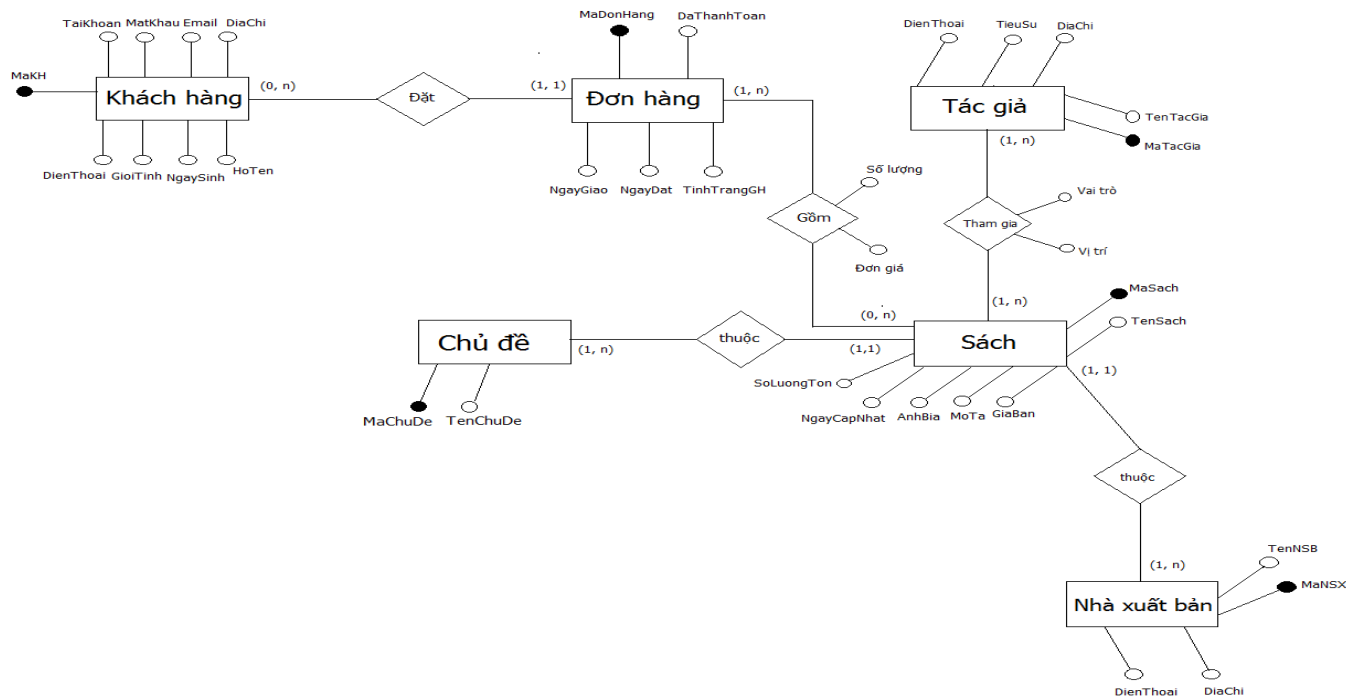 TaiKhoan MatKhau Email DiaChi
MaKH
Khách hàng
(0, n)
DienThoai GioiTinh NgaySinh HoTen
Đặt
MaDonHang DaThanhToan
(1, 1)
Đơn hàng
(1, n)
NgayGiao NgayDat TinhTrangGH
DienThoai TieuSu DiaChi
Tác giả
TenTacGia
MaTacGia
(1, n)
Số lượng
Gồm
Đơn giá
Vai trò
Tham gia
Vị trí
(0, n)
(1, n)
MaSach
TenSach
Chủ đề
(1, n)
thuộc
(1,1)
Sách
(1, 1)
MaChuDe TenChuDe
SoLuongTon
NgayCapNhat AnhBia MoTa GiaBan
thuộc
(1, n)
TenNSB
MaNSX
Nhà xuất bản
DienThoai DiaChi